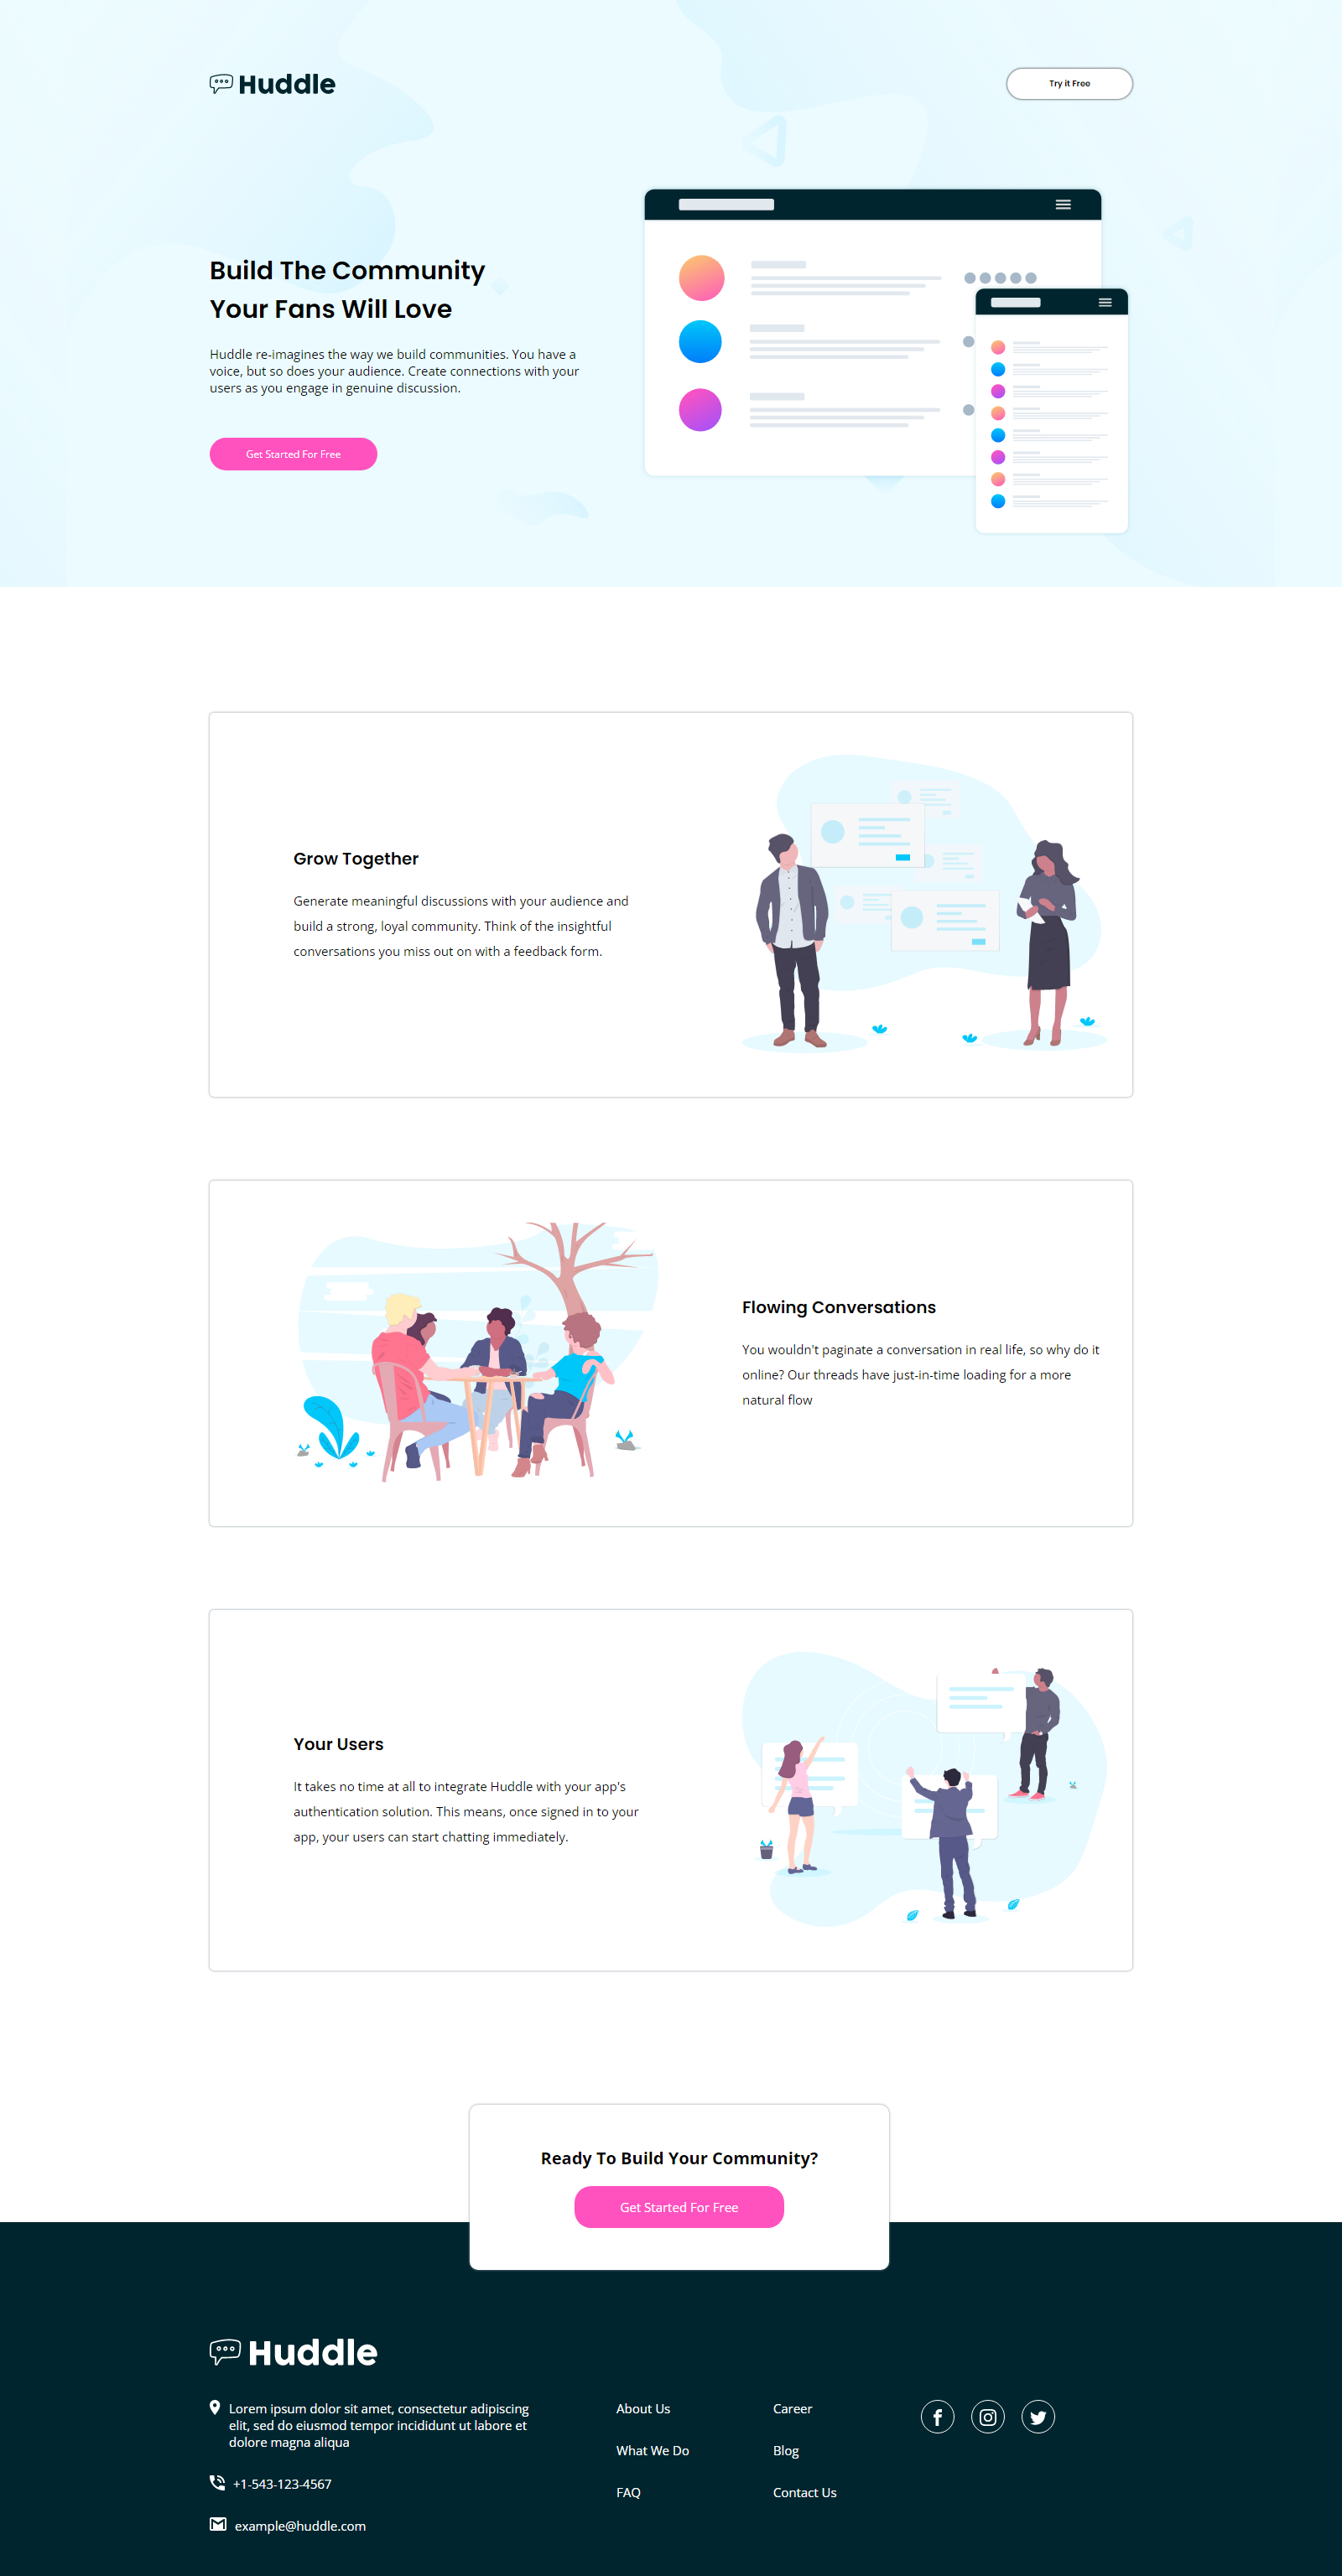 Huddle
Try it Free
Build The Community
Your Fans Will Love
Huddle re-imagines the way we build communities. You have a
voice, but so does your audience. Create connections with your
users as you engage in genuine discussion.
Get Started For Free
Grow Together
Generate meaningful discussions with your audience and
build a strong, loyal community. Think of the insightful
conversations you miss out on with a feedback form.
Flowing Conversations
You wouldn't paginate a conversation in real life, so why do it
online? Our threads have just-in-time loading for a more
natural flow
Your Users
It takes no time at all to integrate Huddle with your app's
authentication solution. This means, once signed in to your
app, your users can start chatting immediately.
Ready To Build Your Community?
Get Started For Free
Huddle
Lorem ipsum dolor sit amet, consectetur adipiscing
elit, sed do eiusmod tempor incididunt ut labore et
dolore magna aliqua
+1-543-123-4567
example@huddle.com
About Us
What We Do
FAQ
Career
Blog
Contact Us